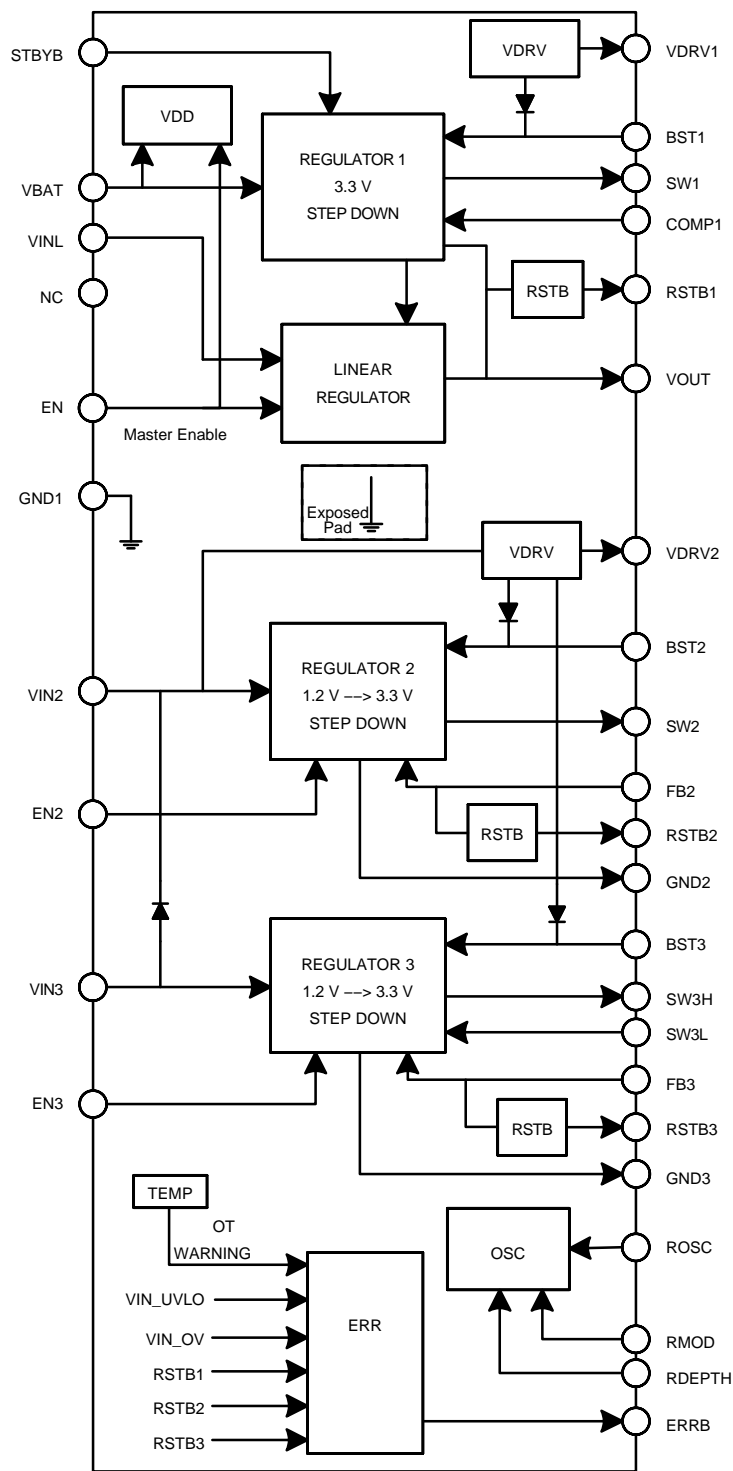 STBYB
VDRV
VDRV1
VDD
BST1
REGULATOR 1
3.3 V
STEP DOWN
VBAT
SW1
COMP1
VINL
NC
RSTB
RSTB1
LINEAR
REGULATOR
VOUT
EN
Master Enable
GND1
Exposed
Pad
VDRV
VDRV2
BST2
REGULATOR 2
1.2 V −−> 3.3 V
STEP DOWN
VIN2
SW2
FB2
EN2
RSTB
RSTB2
GND2
BST3
REGULATOR 3
1.2 V −−> 3.3 V
STEP DOWN
VIN3
SW3H
SW3L
FB3
EN3
RSTB
RSTB3
GND3
TEMP
OT
WARNING
OSC
ROSC
VIN_UVLO
ERR
VIN_OV
RMOD
RSTB1
RDEPTH
RSTB2
ERRB
RSTB3